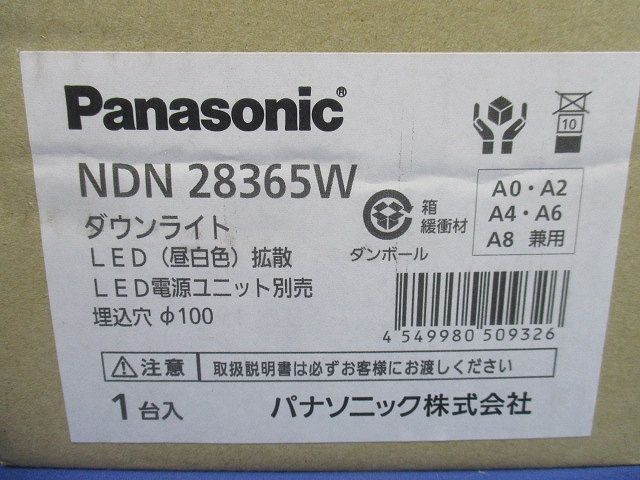 Panasonic®
NDN 28365W
ダウンライト
LED（昼白色）拡散
LED電源ユニット別売
埋込穴 φ100
10
箱
緩衝材
ダンボール
A0・A2
A4・A6
A8 兼用
4 549980 509326
⚠注意 取扱説明書は必ずお客様にお渡しください
1台入 パナソニック株式会社